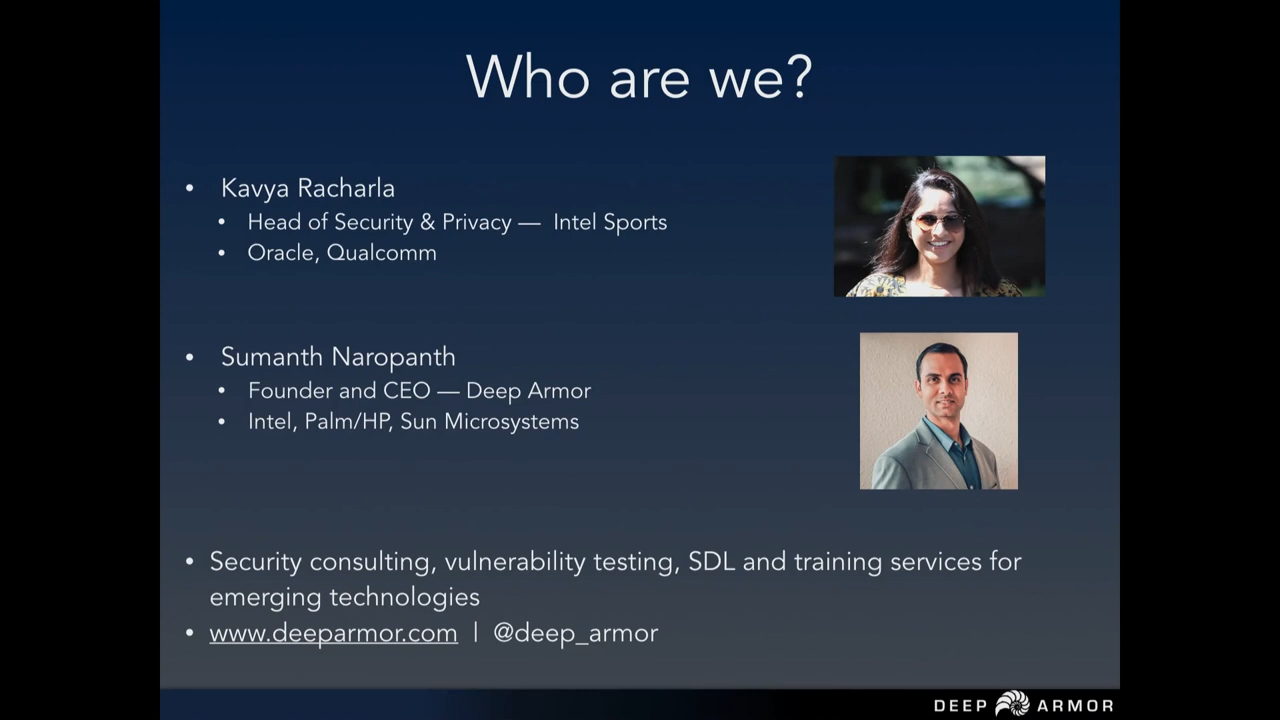 Who are we?
• Kavya Racharla
• Head of Security & Privacy — Intel Sports
• Oracle, Qualcomm
• Sumanth Naropanth
• Founder and CEO — Deep Armor
• Intel, Palm/HP, Sun Microsystems
• Security consulting, vulnerability testing, SDL and training services for
emerging technologies
• www.deeparmor.com | @deep_armor
DEEP ARMOR